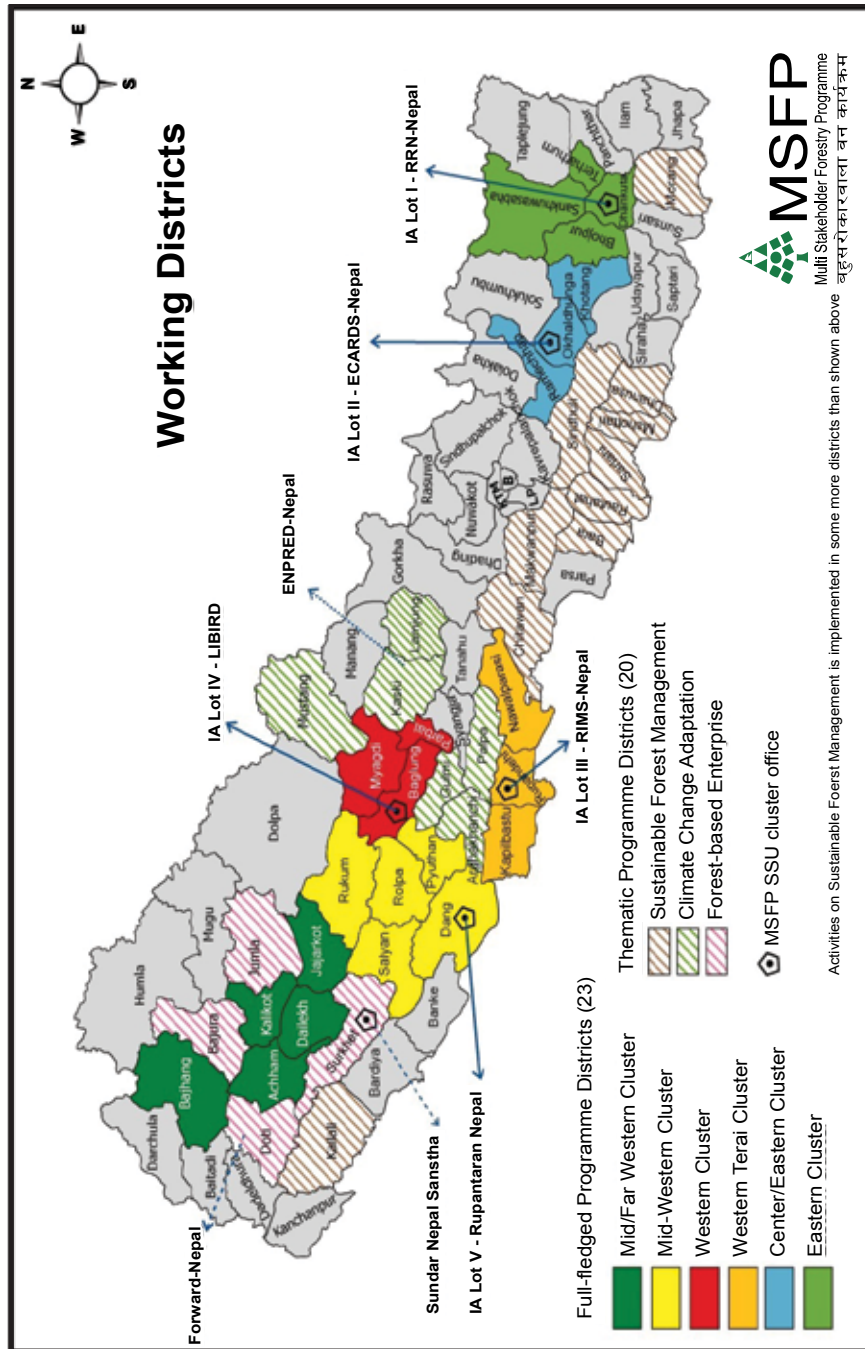 Working Districts
N
E
S
W
Forward-Nepal
IA Lot IV - LIBIRD
ENPRED-Nepal
IA Lot II - ECARDS-Nepal
IA Lot I - RRN-Nepal
Darchula
Baitadi
Dadeldhura
Kanchanpur
Bajhang
Humla
Bajura
Mugu
Doti
Achham
Kalikot
Jumla
Kailali
Dailekh
Jajarkot
Surkhet
Dolpa
Bardiya
Banke
Rukum
Salyan
Rolpa
Dang
Pyuthan
Mustang
Myagdi
Baglung
Parbat
Gulmi
Arghakhanchi
Kapilbastu
Manang
Kaski
Lamjung
Syangja
Tanahu
Palpa
Nawalparasi
Gorkha
Dhading
Chitawan
Rasuwa
Nuwakot
Sindhupalchok
KTM
B
LP
Kavrepalanchok
Makwanpur
Parsa
Bara
Rautahat
Sarlahi
Dolakha
Ramechhap
Sindhuli
Dhanusa
Solukhumbu
Okhaldhunga
Khotang
Udayapur
Siraha
Saptari
Sankhuwasabha
Bhojpur
Dhankuta
Terhathum
Sunsari
Morang
Taplejung
Panchthar
Ilam
Jhapa
Sundar Nepal Sanstha
IA Lot V - Rupantaran Nepal
IA Lot III - RIMS-Nepal
Full-fledged Programme Districts (23)
Mid/Far Western Cluster
Mid-Western Cluster
Western Cluster
Western Terai Cluster
Center/Eastern Cluster
Eastern Cluster
Thematic Programme Districts (20)
Sustainable Forest Management
Climate Change Adaptation
Forest-based Enterprise
MSFP SSU cluster office
Activities on Sustainable Foerst Management is implemented in some more districts than shown above
MSFP
Multi Stakeholder Forestry Programme
बहुसरोकारवाला वन कार्यक्रम